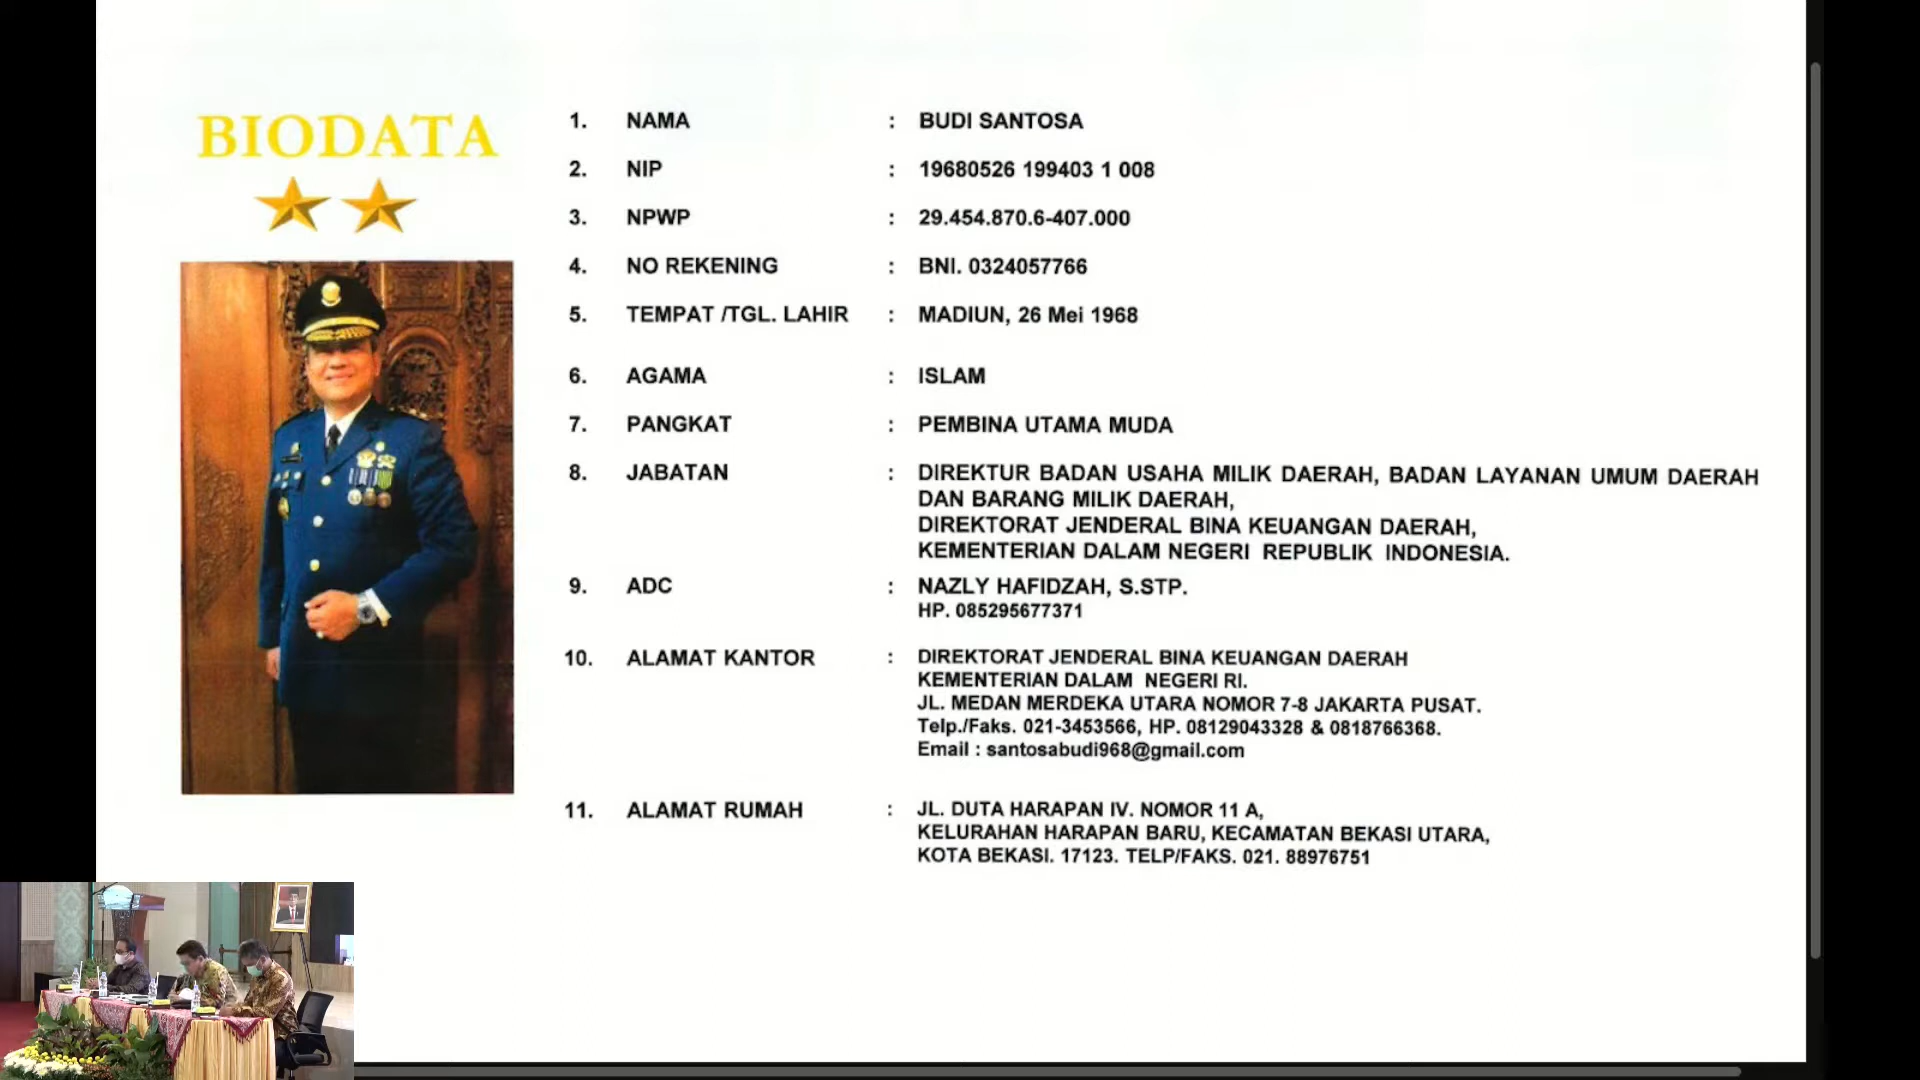 BIODATA
1. NAMA : BUDI SANTOSA
2. NIP : 19680526 199403 1 008
3. NPWP : 29.454.870.6-407.000
4. NO REKENING : BNI. 0324057766
5. TEMPAT /TGL. LAHIR : MADIUN, 26 Mei 1968
6. AGAMA : ISLAM
7. PANGKAT : PEMBINA UTAMA MUDA
8. JABATAN : DIREKTUR BADAN USAHA MILIK DAERAH, BADAN LAYANAN UMUM DAERAH
DAN BARANG MILIK DAERAH,
DIREKTORAT JENDERAL BINA KEUANGAN DAERAH,
KEMENTERIAN DALAM NEGERI REPUBLIK INDONESIA.
9. ADC : NAZLY HAFIDZAH, S.STP.
HP. 085295677371
10. ALAMAT KANTOR : DIREKTORAT JENDERAL BINA KEUANGAN DAERAH
KEMENTERIAN DALAM NEGERI RI.
JL. MEDAN MERDEKA UTARA NOMOR 7-8 JAKARTA PUSAT.
Telp./Faks. 021-3453566, HP. 08129043328 & 0818766368.
Email : santosabudi968@gmail.com
11. ALAMAT RUMAH : JL. DUTA HARAPAN IV. NOMOR 11 A,
KELURAHAN HARAPAN BARU, KECAMATAN BEKASI UTARA,
KOTA BEKASI. 17123. TELP/FAKS. 021. 88976751